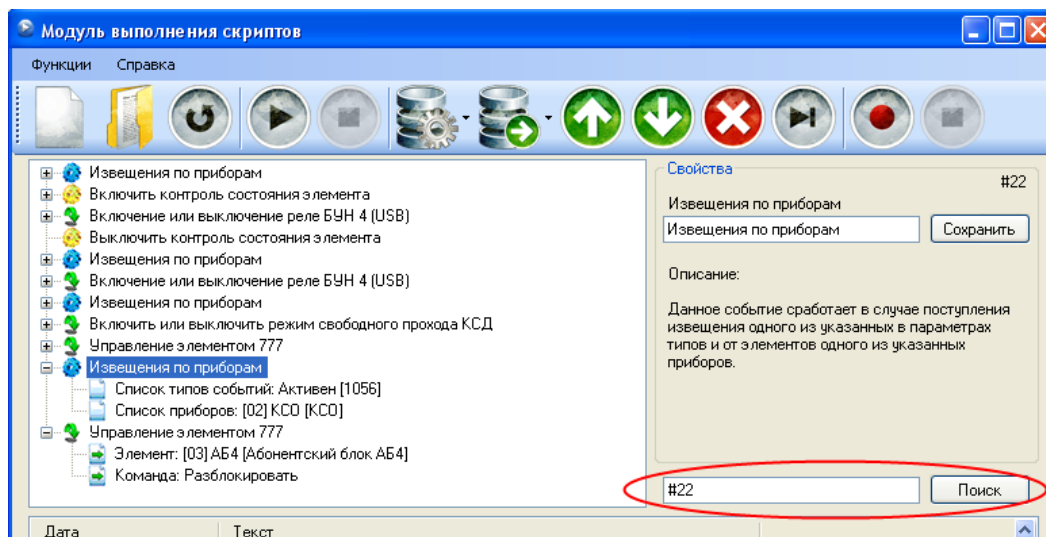 Модуль выполнения скриптов
Функции Справка
Извещения по приборам
Включить контроль состояния элемента
Включение или выключение реле БУН 4 (USB)
Выключить контроль состояния элемента
Извещения по приборам
Включение или выключение реле БУН 4 (USB)
Извещения по приборам
Включить или выключить режим свободного прохода КСД
Управление элементом 777
Извещения по приборам
Список типов событий: Активен [1056]
Список приборов: [02] КСО [КСО]
Управление элементом 777
Элемент: [03] АБ4 [Абонентский блок АБ4]
Команда: Разблокировать
Свойства
#22
Извещения по приборам
Извещения по приборам Сохранить
Описание:
Данное событие сработает в случае поступления
извещения одного из указанных в параметрах
типов и от элементов одного из указанных
приборов.
#22 Поиск
Дата Текст